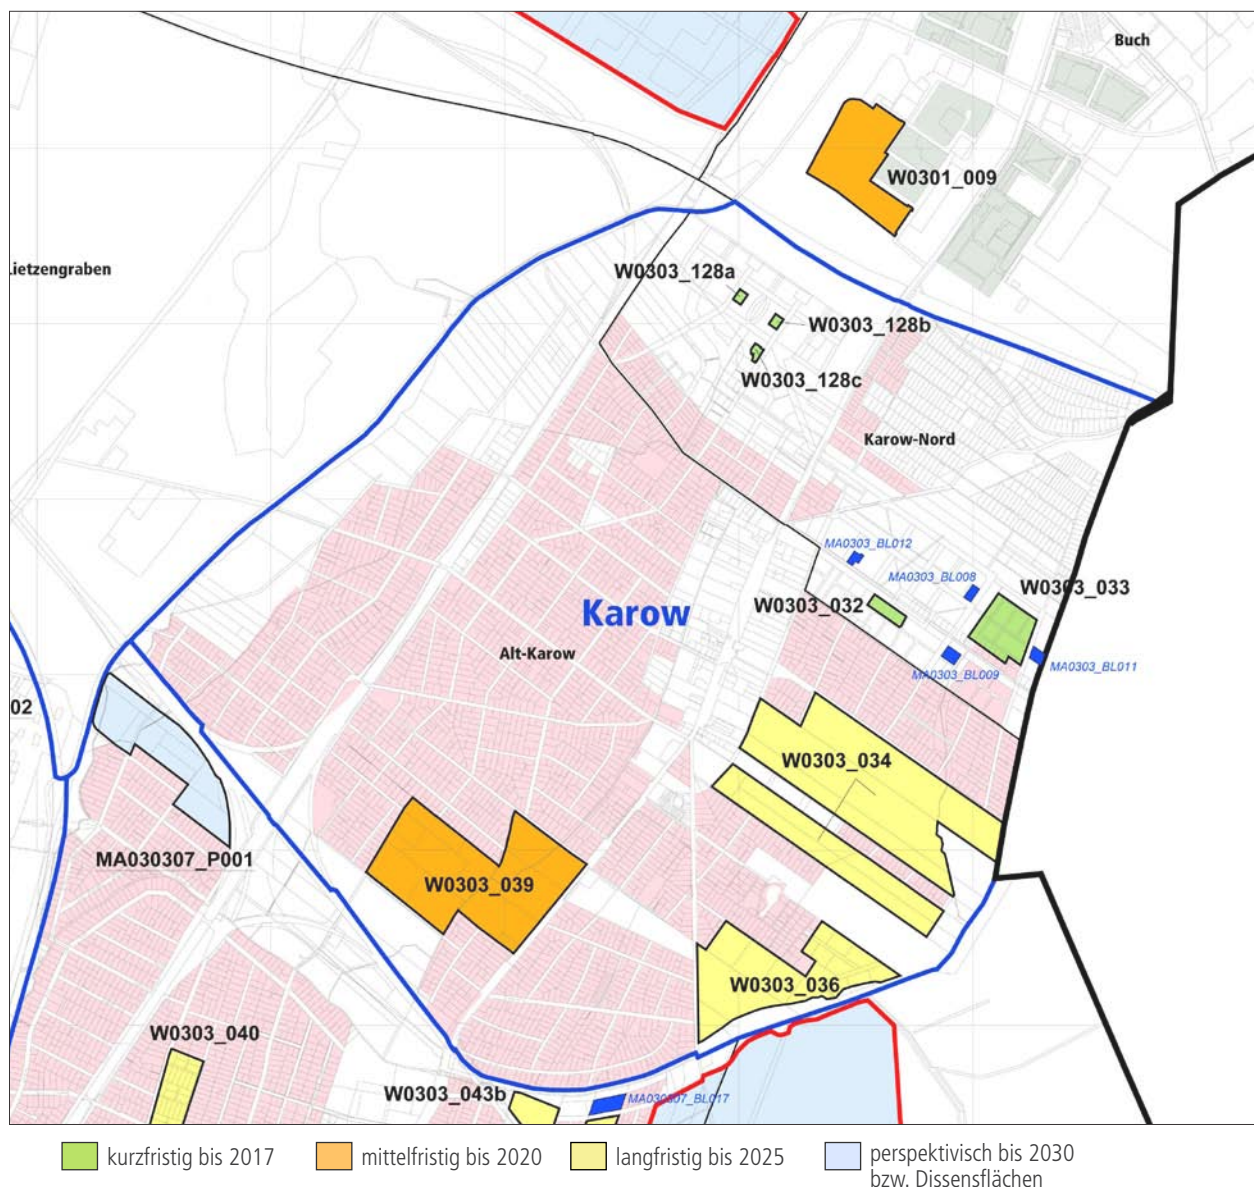 Buch
W0301_009
Lietzengraben
W0303_128a
W0303_128b
W0303_128c
Karow-Nord
MA0303_BL012
MA0303_BL008
W0303_033
W0303_032
Karow
Alt-Karow
MA0303_BL011
MA0303_BL009
02
W0303_034
MA030307_P001
W0303_039
W0303_036
W0303_040
W0303_043b
MA030307_BL017
kurzfristig bis 2017
mittelfristig bis 2020
langfristig bis 2025
perspektivisch bis 2030
bzw. Dissensflächen